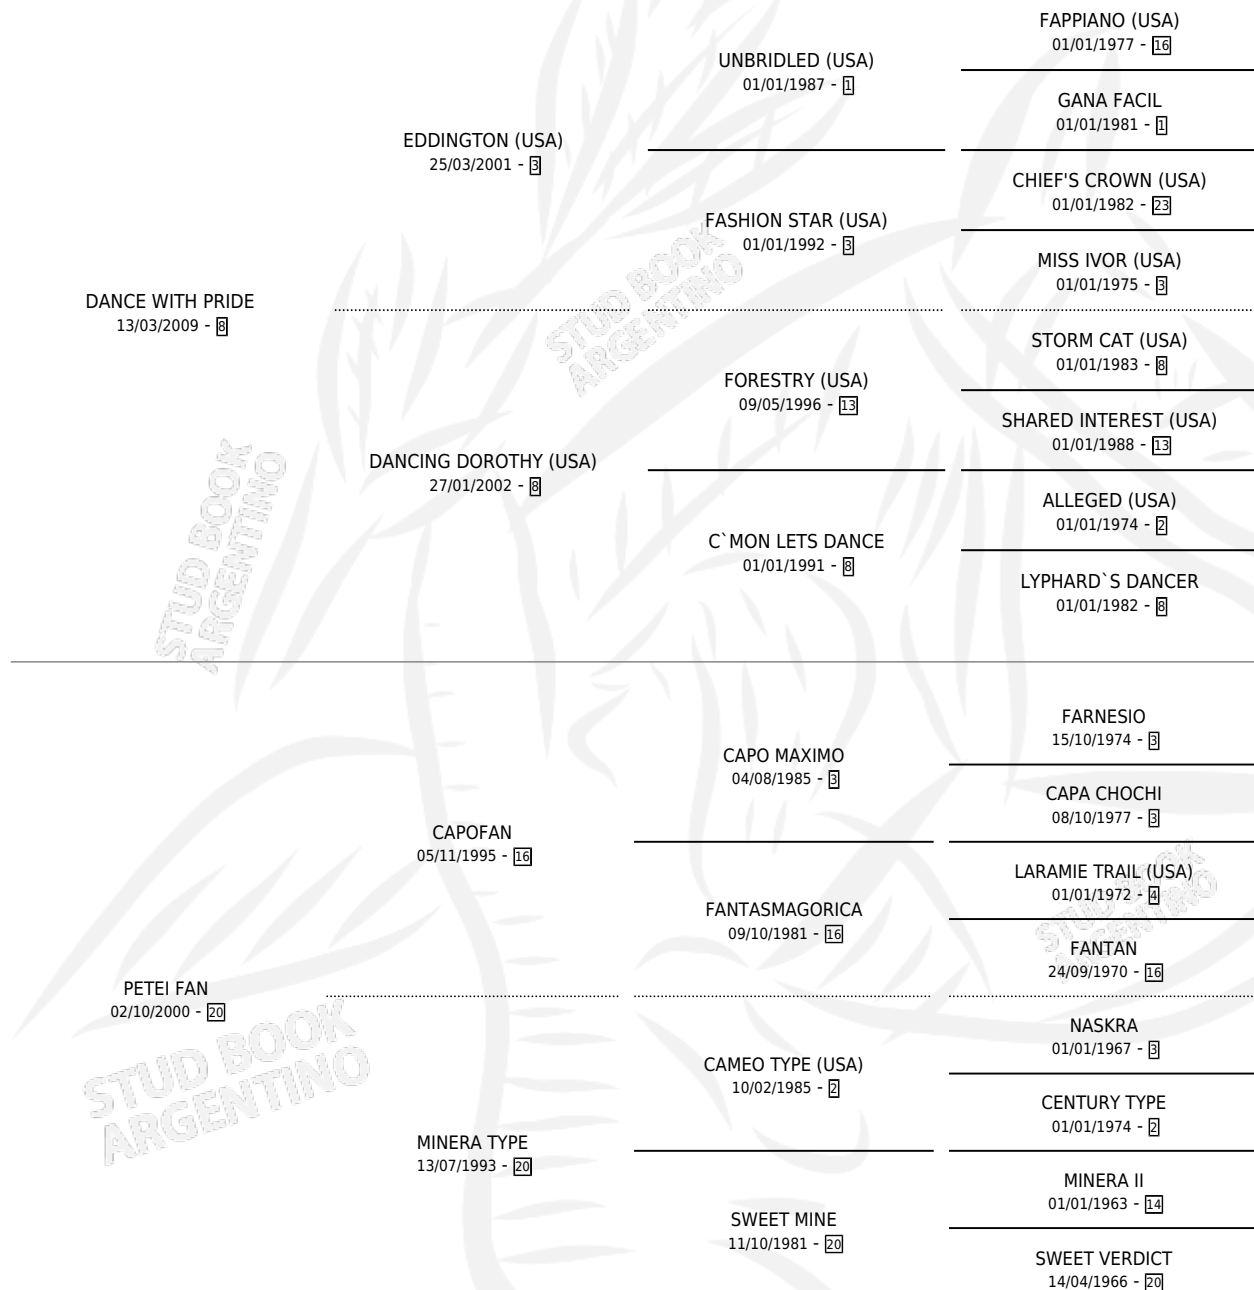 FAPPIANO (USA)
01/01/1977 - 16
UNBRIDLED (USA)
01/01/1987 - 1
GANA FACIL
01/01/1981 - 1
EDDINGTON (USA)
25/03/2001 - 3
CHIEF'S CROWN (USA)
01/01/1982 - 23
FASHION STAR (USA)
01/01/1992 - 3
MISS IVOR (USA)
01/01/1975 - 3
STUD BOOK
ARGENTINO
DANCE WITH PRIDE
13/03/2009 - 8
STORM CAT (USA)
01/01/1983 - 8
FORESTRY (USA)
09/05/1996 - 13
SHARED INTEREST (USA)
01/01/1988 - 13
DANCING DOROTHY (USA)
27/01/2002 - 8
ALLEGED (USA)
01/01/1974 - 2
C`MON LETS DANCE
01/01/1991 - 8
LYPHARD`S DANCER
01/01/1982 - 8
STUD BOOK
ARGENTINO
FARNESIO
15/10/1974 - 3
CAPO MAXIMO
04/08/1985 - 3
CAPA CHOCHI
08/10/1977 - 3
CAPOFAN
05/11/1995 - 16
LARAMIE TRAIL (USA)
01/01/1972 - 4
STUD BOOK
ARGENTINO
FANTASMAGORICA
09/10/1981 - 16
FANTAN
24/09/1970 - 16
PETEI FAN
02/10/2000 - 20
STUD BOOK
ARGENTINO
NASKRA
01/01/1967 - 3
CAMEO TYPE (USA)
10/02/1985 - 2
CENTURY TYPE
01/01/1974 - 2
MINERA TYPE
13/07/1993 - 20
MINERA II
01/01/1963 - 14
SWEET MINE
11/10/1981 - 20
SWEET VERDICT
14/04/1966 - 20